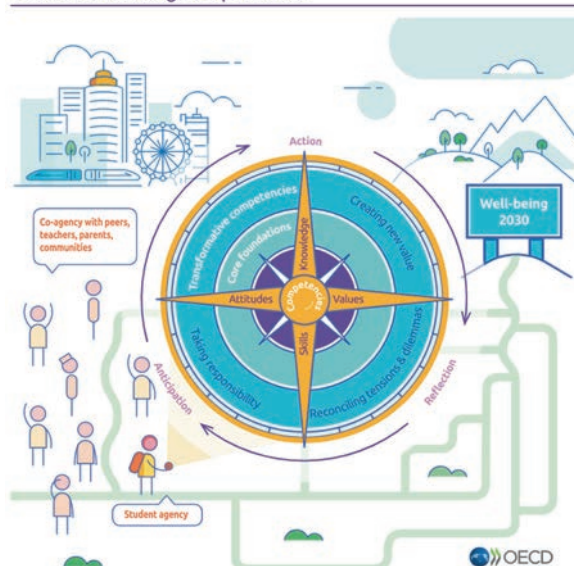 Action
Transformative competencies
Creating new value
Core foundations
Knowledge
Well-being
2030
Co-agency with peers,
teachers, parents,
communities
Attitudes
Competencies
Values
Skills
Taking responsibility
Reconciling tensions & dilemmas
Anticipation
Reflection
Student agency
OECD